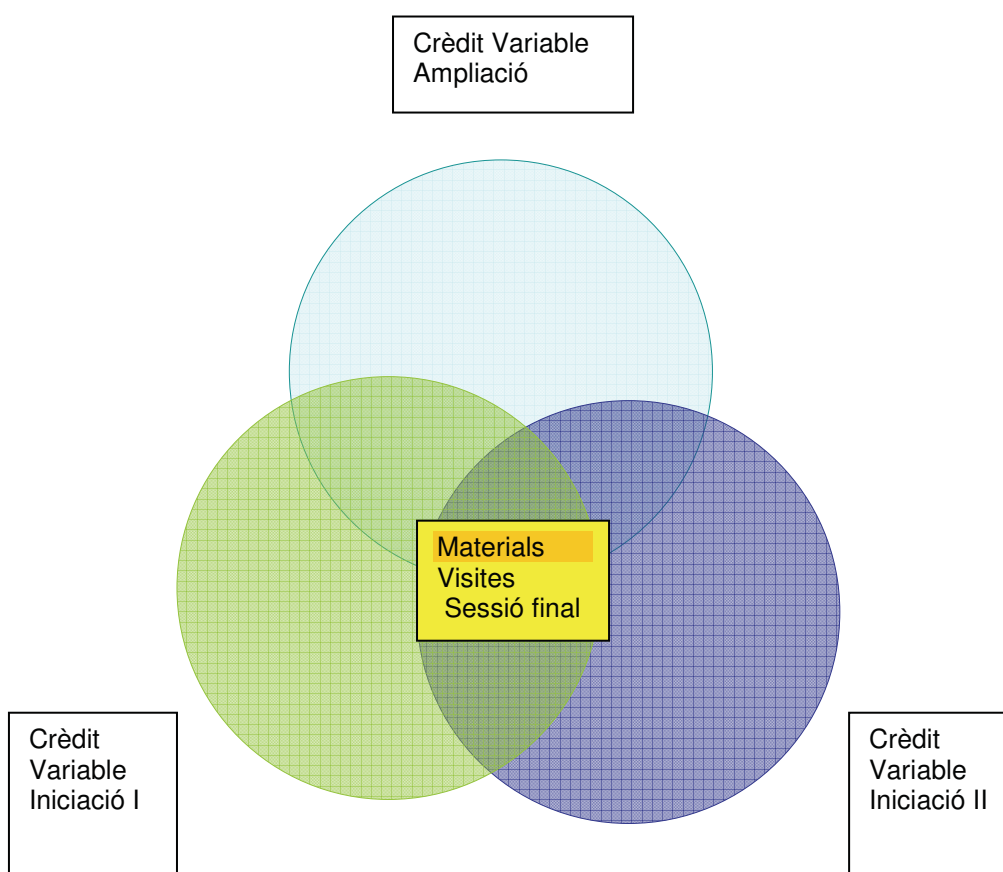 Crèdit Variable
Ampliació
Materials
Visites
Sessió final
Crèdit
Variable
Iniciació I
Crèdit
Variable
Iniciació II